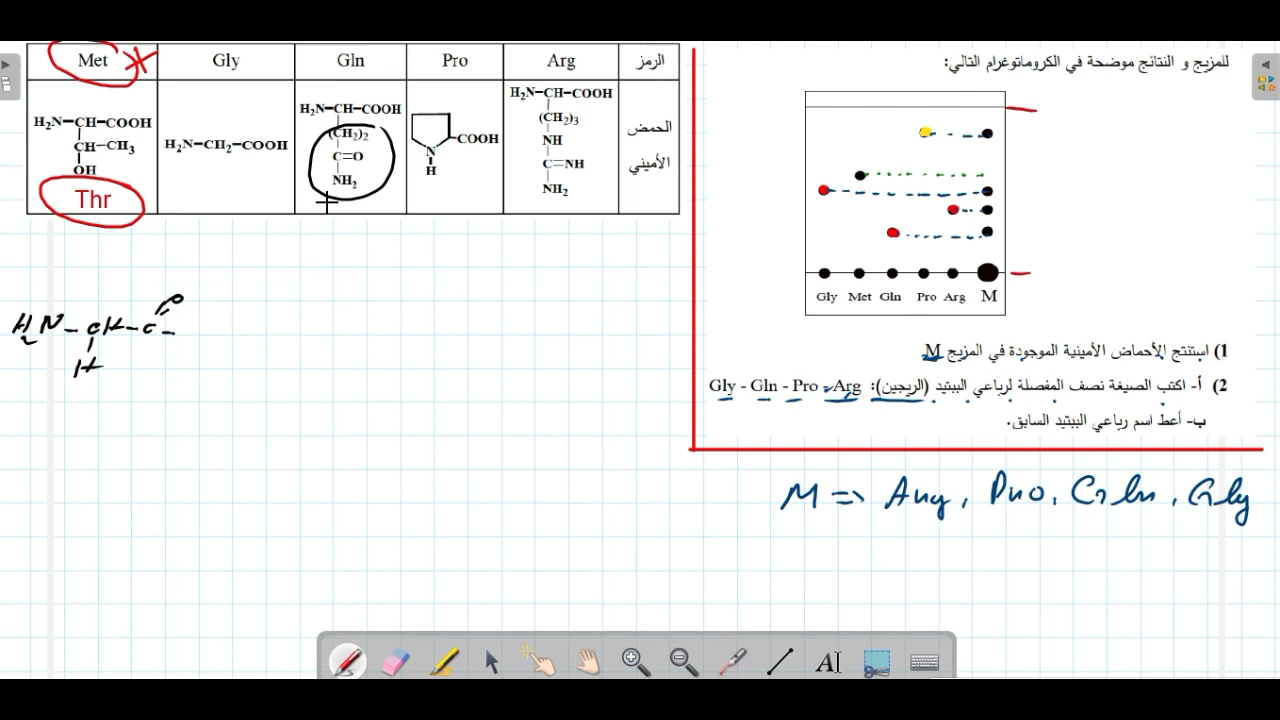 Met Gly Gln Pro Arg الرمز
H₂N–CH–COOH
CH–CH₃
OH
Thr
H₂N–CH₂–COOH
H₂N–CH–COOH
(CH₂)₂
C=O
NH₂
COOH
N
H
H₂N–CH–COOH
(CH₂)₃
NH
C=NH
NH₂
الحمض
الأميني
H₂N-CH-C=O
H
للمزيج و النتائج موضحة في الكروماتوغرام التالي:
Gly Met Gln Pro Arg M
1) استنتج الأحماض الأمينية الموجودة في المزيج M
2) أ- اكتب الصيغة نصف المفصلة لرباعي الببتيد (الريجين): Gly - Gln - Pro - Arg
ب- أعط اسم رباعي الببتيد السابق.
M => Arg, Pro, Gln, Gly
AI